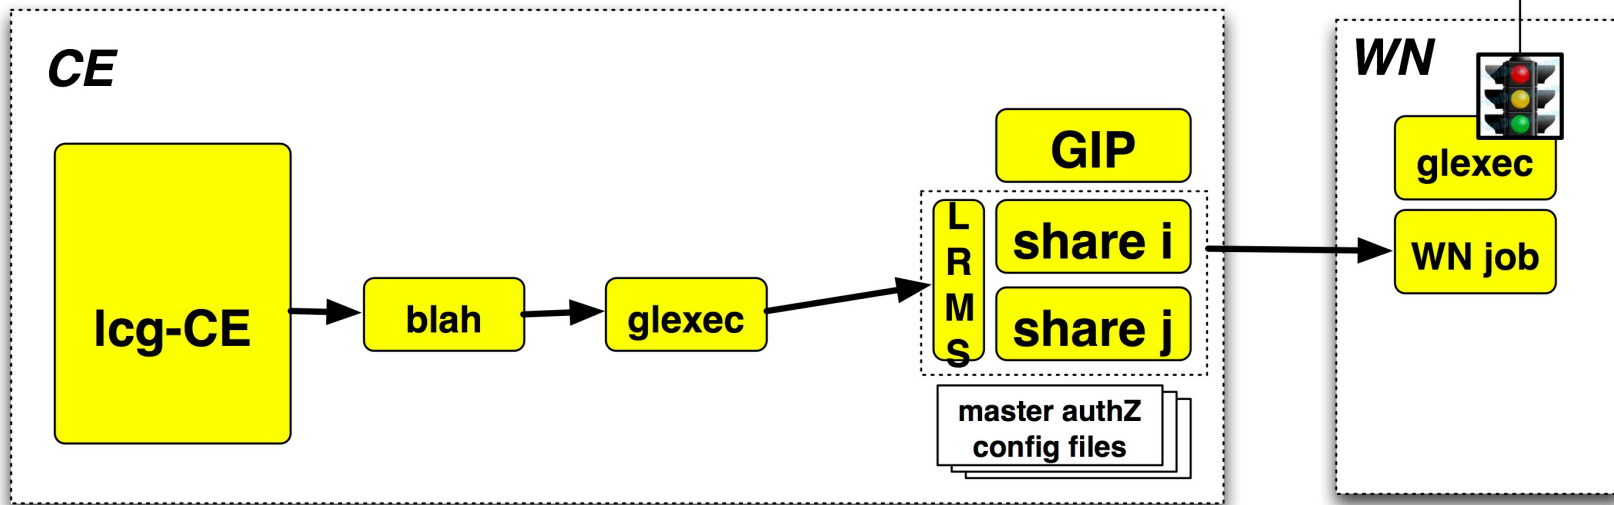 CE
lcg-CE
blah
glexec
GIP
L
R
M
S
share i
share j
master authZ
config files
WN
glexec
WN job